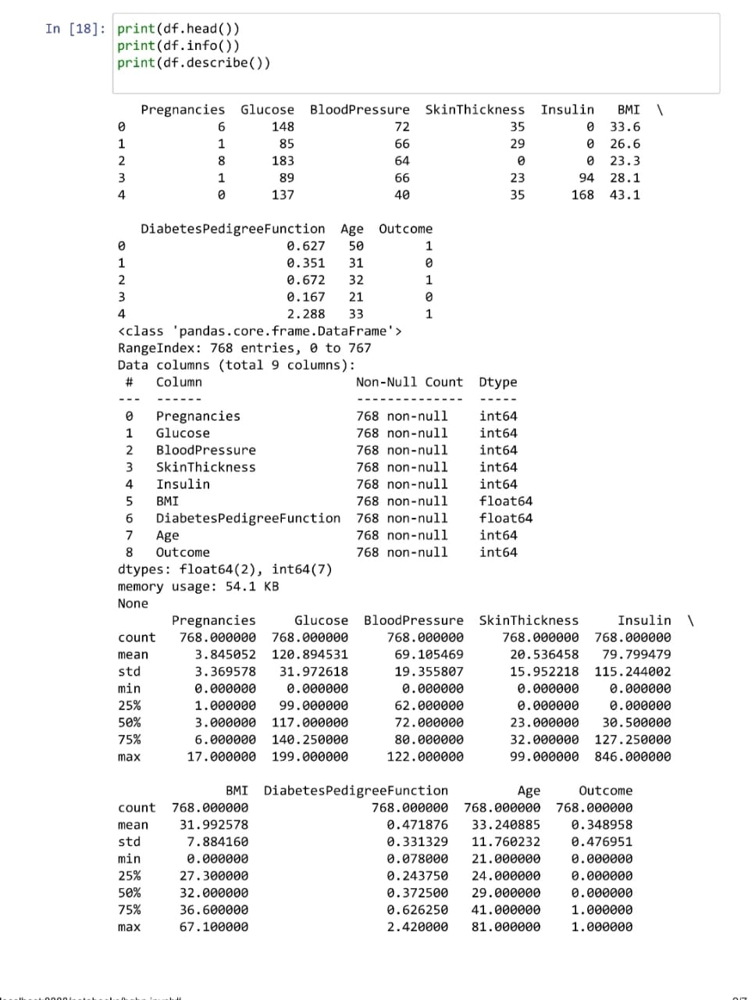 In [18]: print(df.head())
print(df.info())
print(df.describe())
Pregnancies Glucose BloodPressure SkinThickness Insulin BMI \
0 6 148 72 35 0 33.6
1 1 85 66 29 0 26.6
2 8 183 64 0 0 23.3
3 1 89 66 23 94 28.1
4 0 137 40 35 168 43.1
DiabetesPedigreeFunction Age Outcome
0 0.627 50 1
1 0.351 31 0
2 0.672 32 1
3 0.167 21 0
4 2.288 33 1
<class 'pandas.core.frame.DataFrame'>
RangeIndex: 768 entries, 0 to 767
Data columns (total 9 columns):
# Column Non-Null Count Dtype
--- ------ -------------- -----
0 Pregnancies 768 non-null int64
1 Glucose 768 non-null int64
2 BloodPressure 768 non-null int64
3 SkinThickness 768 non-null int64
4 Insulin 768 non-null int64
5 BMI 768 non-null float64
6 DiabetesPedigreeFunction 768 non-null float64
7 Age 768 non-null int64
8 Outcome 768 non-null int64
dtypes: float64(2), int64(7)
memory usage: 54.1 KB
None
Pregnancies Glucose BloodPressure SkinThickness Insulin \
count 768.000000 768.000000 768.000000 768.000000 768.000000
mean 3.845052 120.894531 69.105469 20.536458 79.799479
std 3.369578 31.972618 19.355807 15.952218 115.244002
min 0.000000 0.000000 0.000000 0.000000 0.000000
25% 1.000000 99.000000 62.000000 0.000000 0.000000
50% 3.000000 117.000000 72.000000 23.000000 30.500000
75% 6.000000 140.250000 80.000000 32.000000 127.250000
max 17.000000 199.000000 122.000000 99.000000 846.000000
BMI DiabetesPedigreeFunction Age Outcome
count 768.000000 768.000000 768.000000 768.000000
mean 31.992578 0.471876 33.240885 0.348958
std 7.884160 0.331329 11.760232 0.476951
min 0.000000 0.078000 21.000000 0.000000
25% 27.300000 0.243750 24.000000 0.000000
50% 32.000000 0.372500 29.000000 0.000000
75% 36.600000 0.626250 41.000000 1.000000
max 67.100000 2.420000 81.000000 1.000000